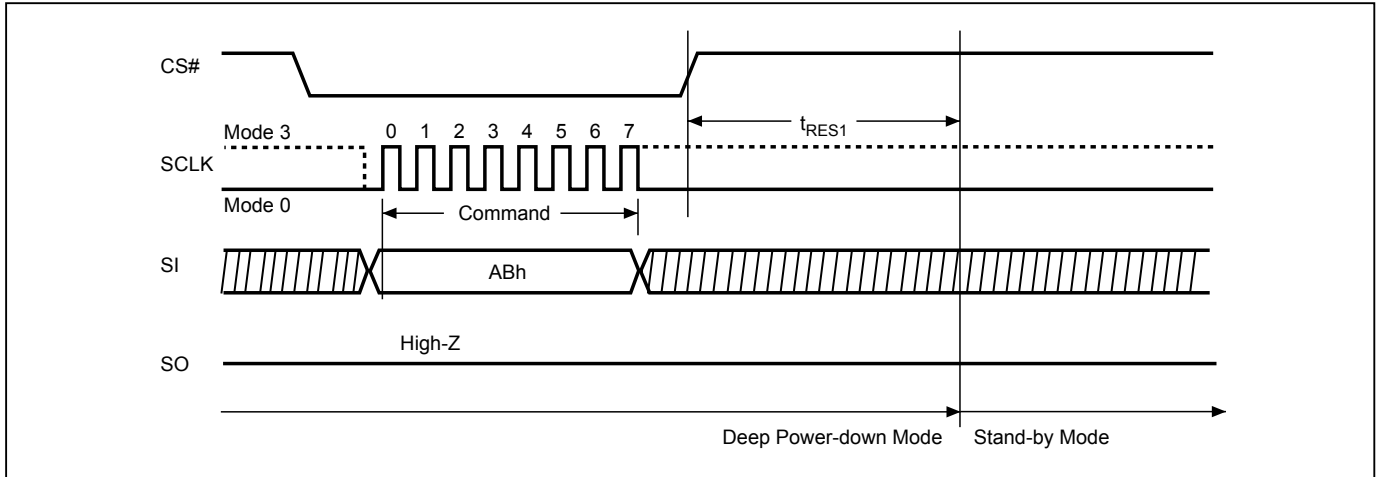 CS#
tRES1
Mode 3
0 1 2 3 4 5 6 7
SCLK
Mode 0
Command
SI
ABh
High-Z
SO
Deep Power-down Mode
Stand-by Mode